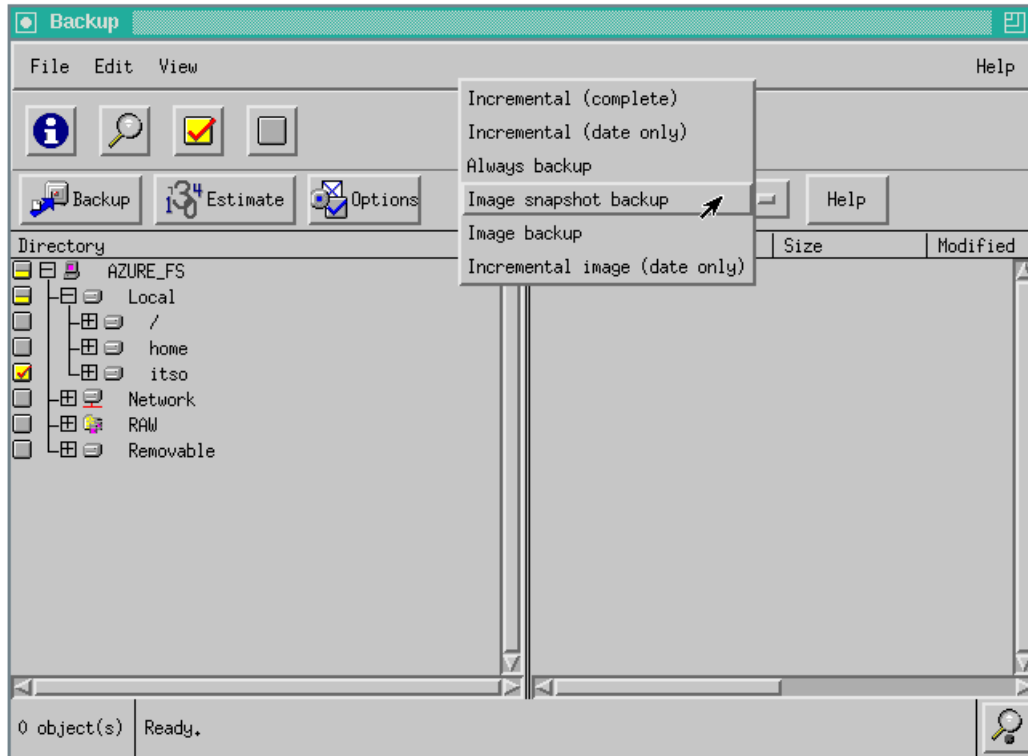 Backup
File Edit View Help
Incremental (complete)
Incremental (date only)
Always backup
Image snapshot backup
Image backup
Incremental image (date only)
Backup 1234 Estimate Options Help
Directory Size Modified
AZURE_FS
Local
/
home
itso
Network
RAW
Removable
0 object(s) Ready.